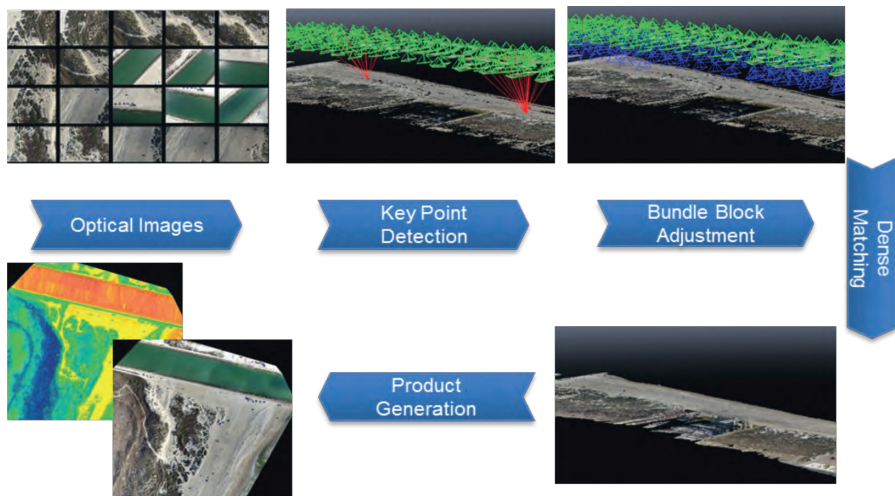 Optical Images
Key Point
Detection
Bundle Block
Adjustment
Dense
Matching
Product
Generation